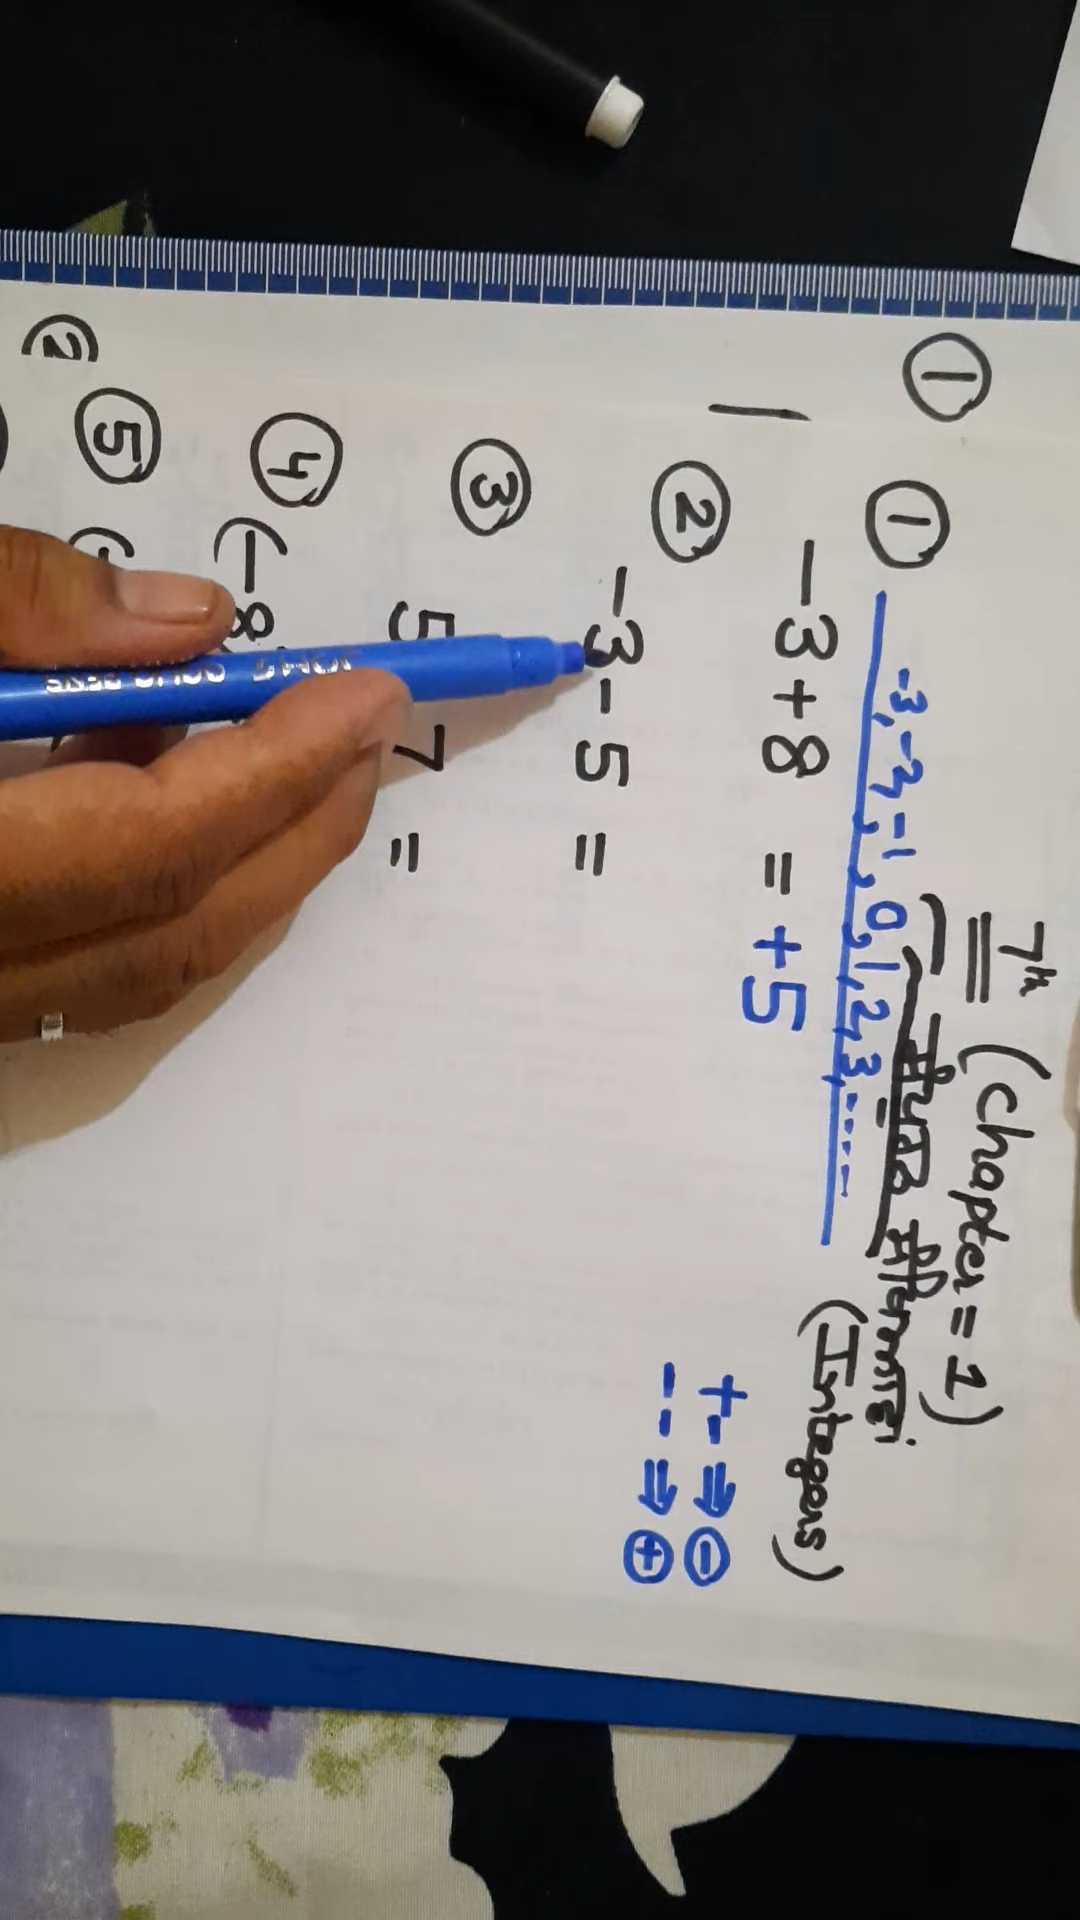 7th (Chapter = 1)
(Integers)
-3, -2, -1, 0, 1, 2, 3, ----
+ - ⇒ ⊖
- - ⇒ ⊕
① ① -3+8 = +5
② -3-5 =
③ 5 7 =
④ (-8
⑤ (-
②